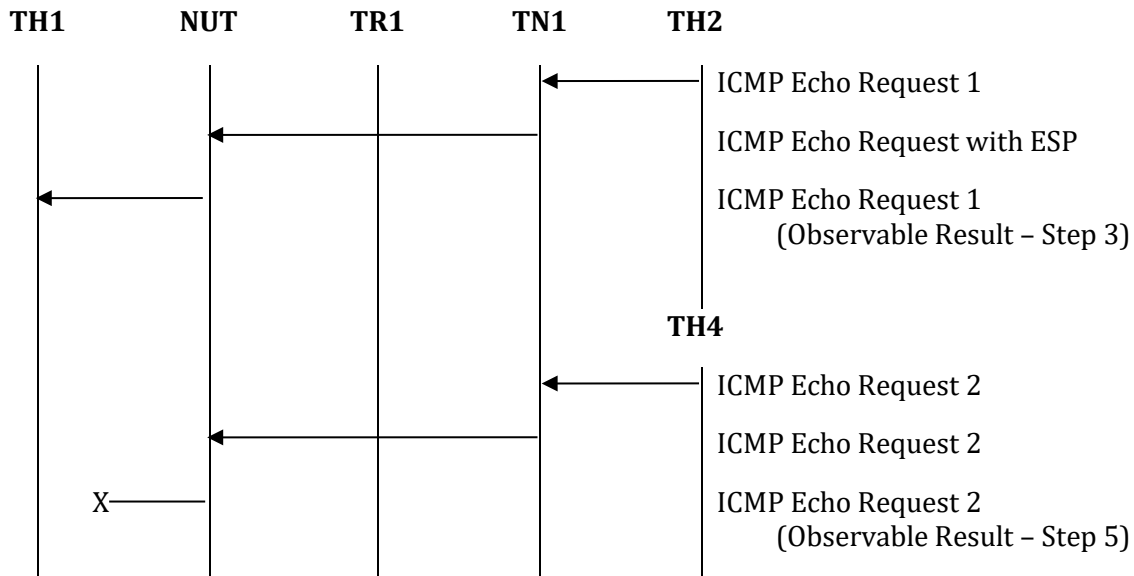 TH1 NUT TR1 TN1 TH2
ICMP Echo Request 1
ICMP Echo Request with ESP
ICMP Echo Request 1
(Observable Result – Step 3)
TH4
ICMP Echo Request 2
ICMP Echo Request 2
X ICMP Echo Request 2
(Observable Result – Step 5)